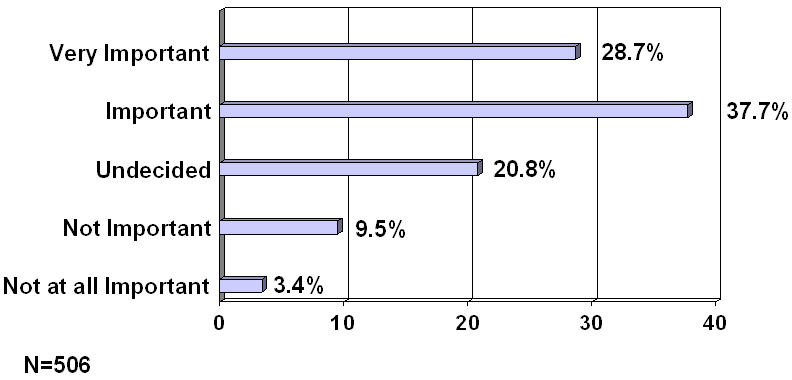 Very Important 28.7%
Important 37.7%
Undecided 20.8%
Not Important 9.5%
Not at all Important 3.4%
0 10 20 30 40
N=506